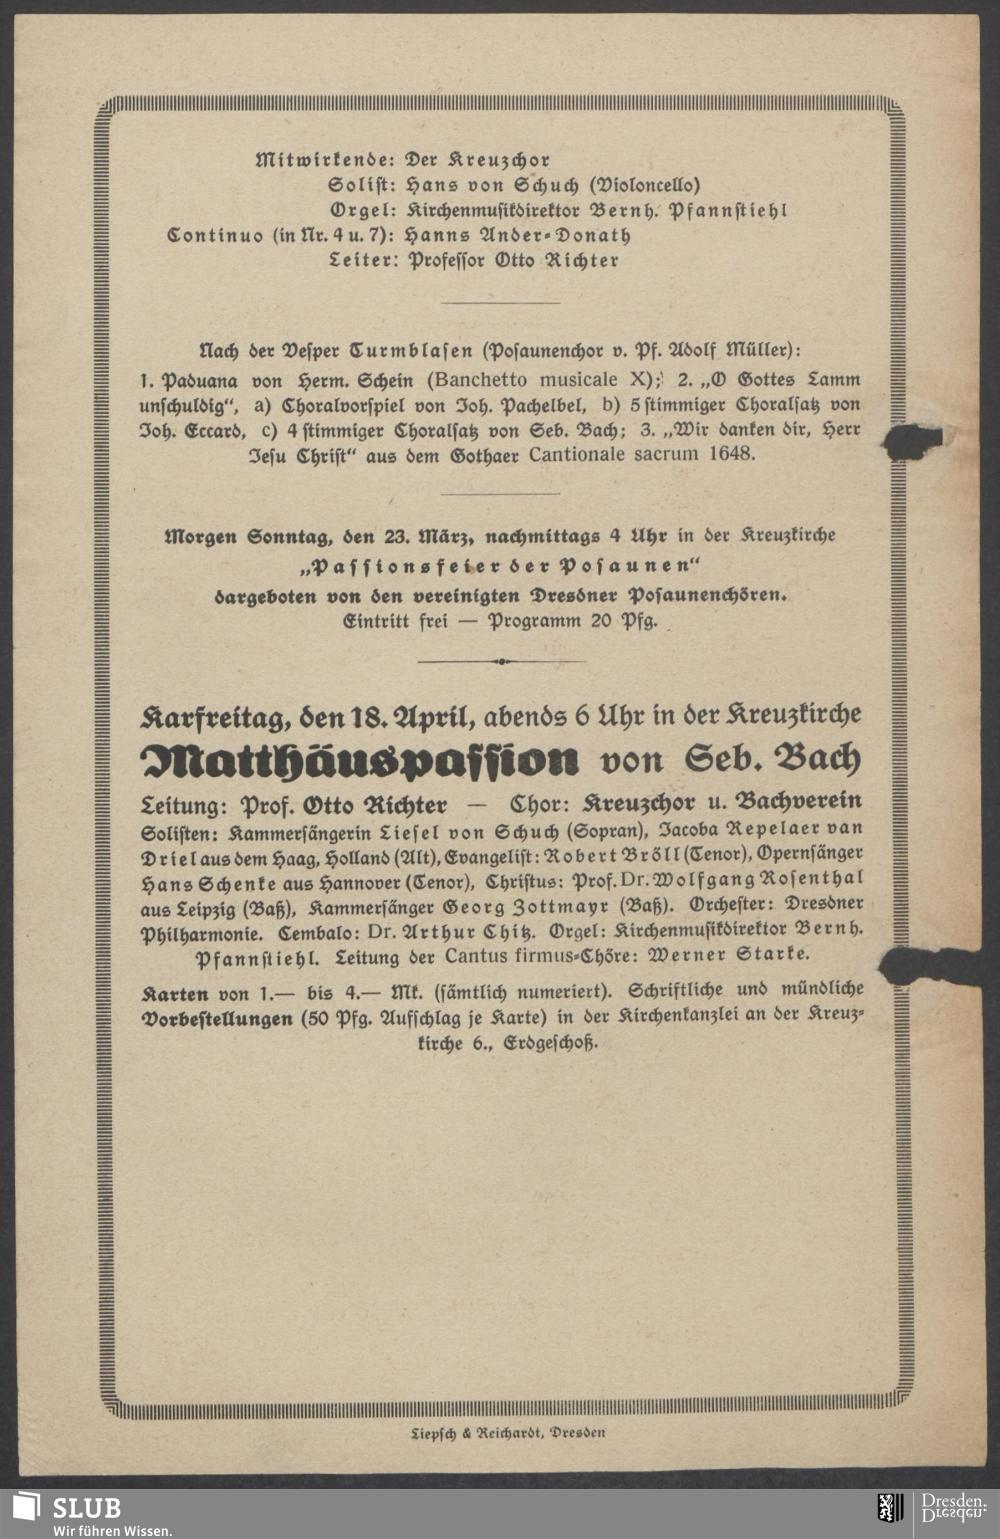 Mitwirkende: Der Kreuzchor
Solist: Hans von Schuch (Violoncello)
Orgel: Kirchenmusikdirektor Bernh. Pfannstiehl
Continuo (in Nr. 4 u. 7): Hanns Ander-Donath
Leiter: Professor Otto Richter
Nach der Vesper Turmblasen (Posaunenchor v. Pf. Adolf Müller):
1. Paduana von Herm. Schein (Banchetto musicale X); 2. „O Gottes Lamm
unschuldig“, a) Choralvorspiel von Joh. Pachelbel, b) 5 stimmiger Choralsatz von
Joh. Eccard, c) 4 stimmiger Choralsatz von Seb. Bach; 3. „Wir danken dir, Herr
Jesu Christ“ aus dem Gothaer Cantionale sacrum 1648.
Morgen Sonntag, den 23. März, nachmittags 4 Uhr in der Kreuzkirche
„Passionsfeier der Posaunen“
dargeboten von den vereinigten Dresdner Posaunenchören.
Eintritt frei — Programm 20 Pfg.
Karfreitag, den 18. April, abends 6 Uhr in der Kreuzkirche
Matthäuspassion von Seb. Bach
Leitung: Prof. Otto Richter — Chor: Kreuzchor u. Bachverein
Solisten: Kammersängerin Liesel von Schuch (Sopran), Jacoba Repelaer van
Driel aus dem Haag, Holland (Alt), Evangelist: Robert Bröll (Tenor), Opernsänger
Hans Schenke aus Hannover (Tenor), Christus: Prof. Dr. Wolfgang Rosenthal
aus Leipzig (Baß), Kammersänger Georg Zottmayr (Baß). Orchester: Dresdner
Philharmonie. Cembalo: Dr. Arthur Chitz. Orgel: Kirchenmusikdirektor Bernh.
Pfannstiehl. Leitung der Cantus firmus-Chöre: Werner Starke.
Karten von 1.— bis 4.— Mk. (sämtlich numeriert). Schriftliche und mündliche
Vorbestellungen (50 Pfg. Aufschlag je Karte) in der Kirchenkanzlei an der Kreuz-
kirche 6., Erdgeschoß.
Liepsch & Reichardt, Dresden
SLUB
Wir führen Wissen.
Dresden.
Dresden.